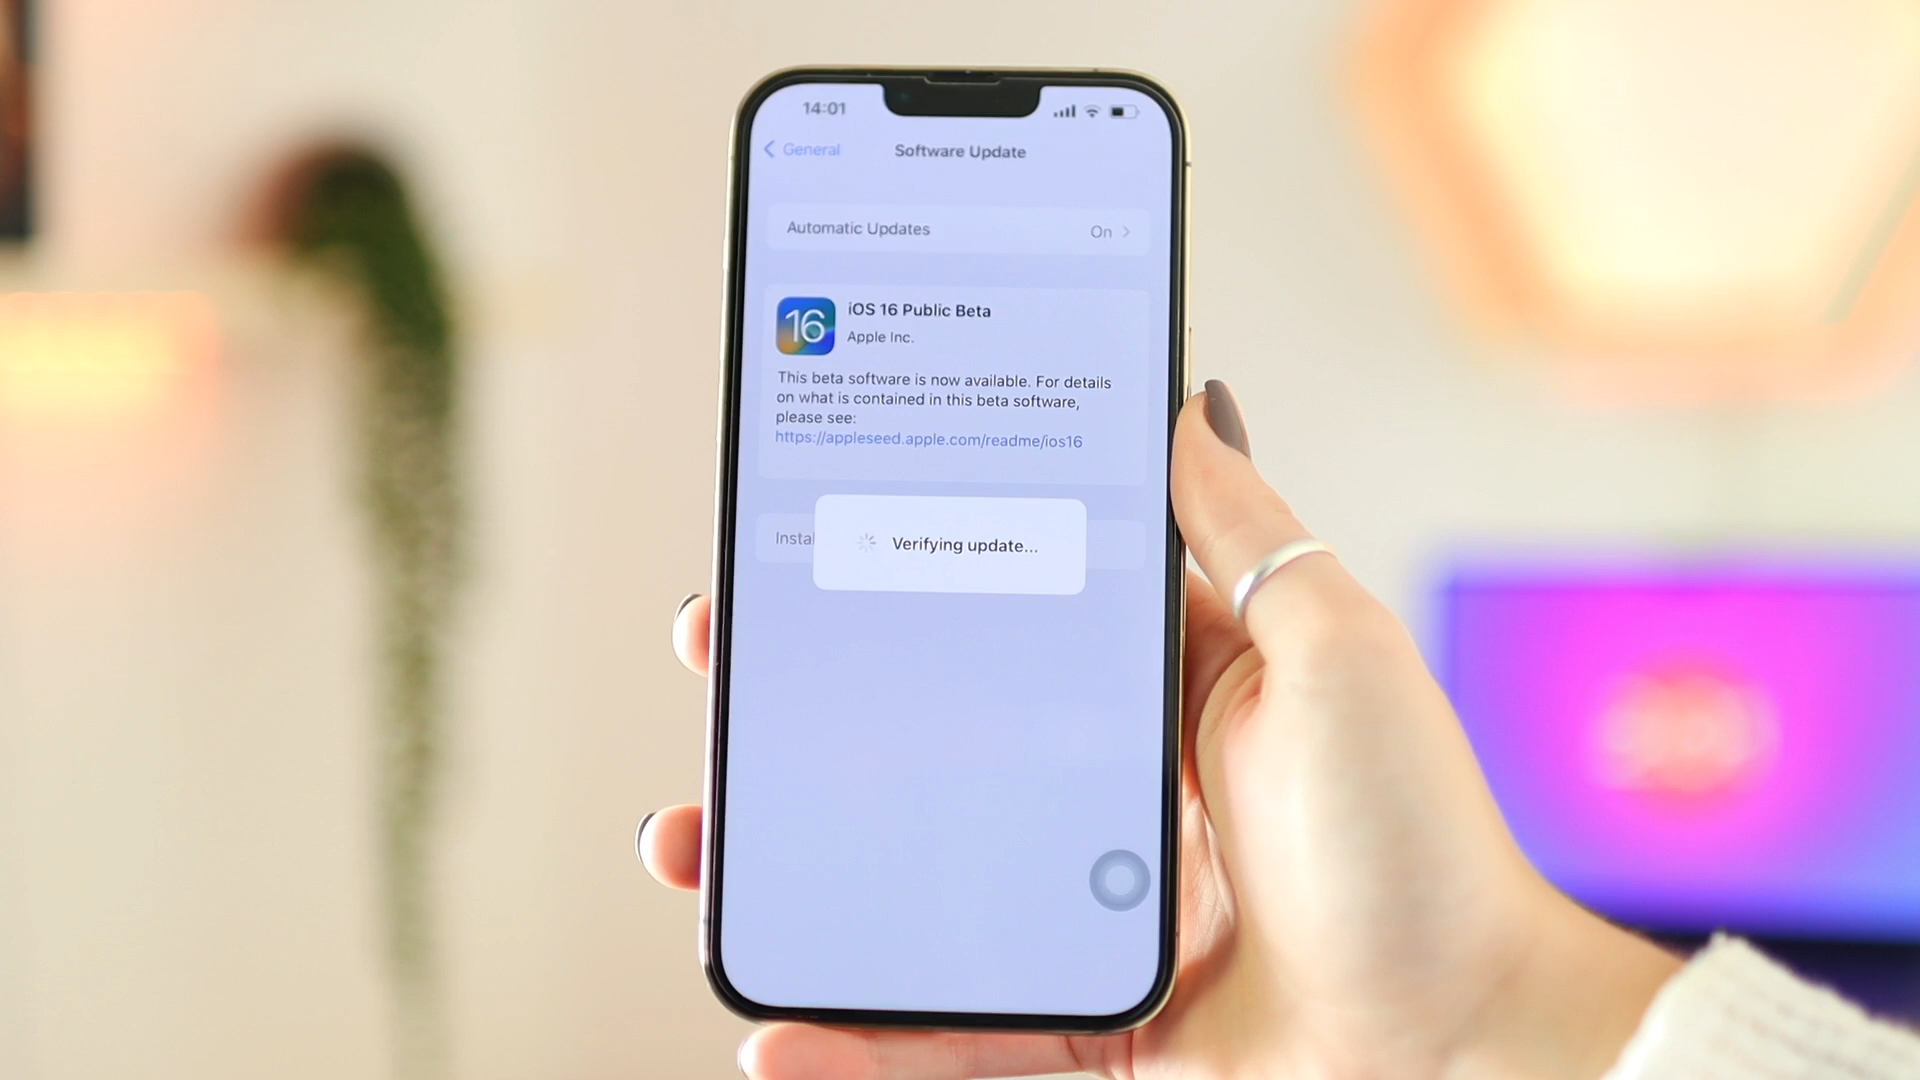 14:01
General
Software Update
Automatic Updates
On
16
iOS 16 Public Beta
Apple Inc.
This beta software is now available. For details
on what is contained in this beta software,
please see:
https://appleseed.apple.com/readme/ios16
Instal
Verifying update...